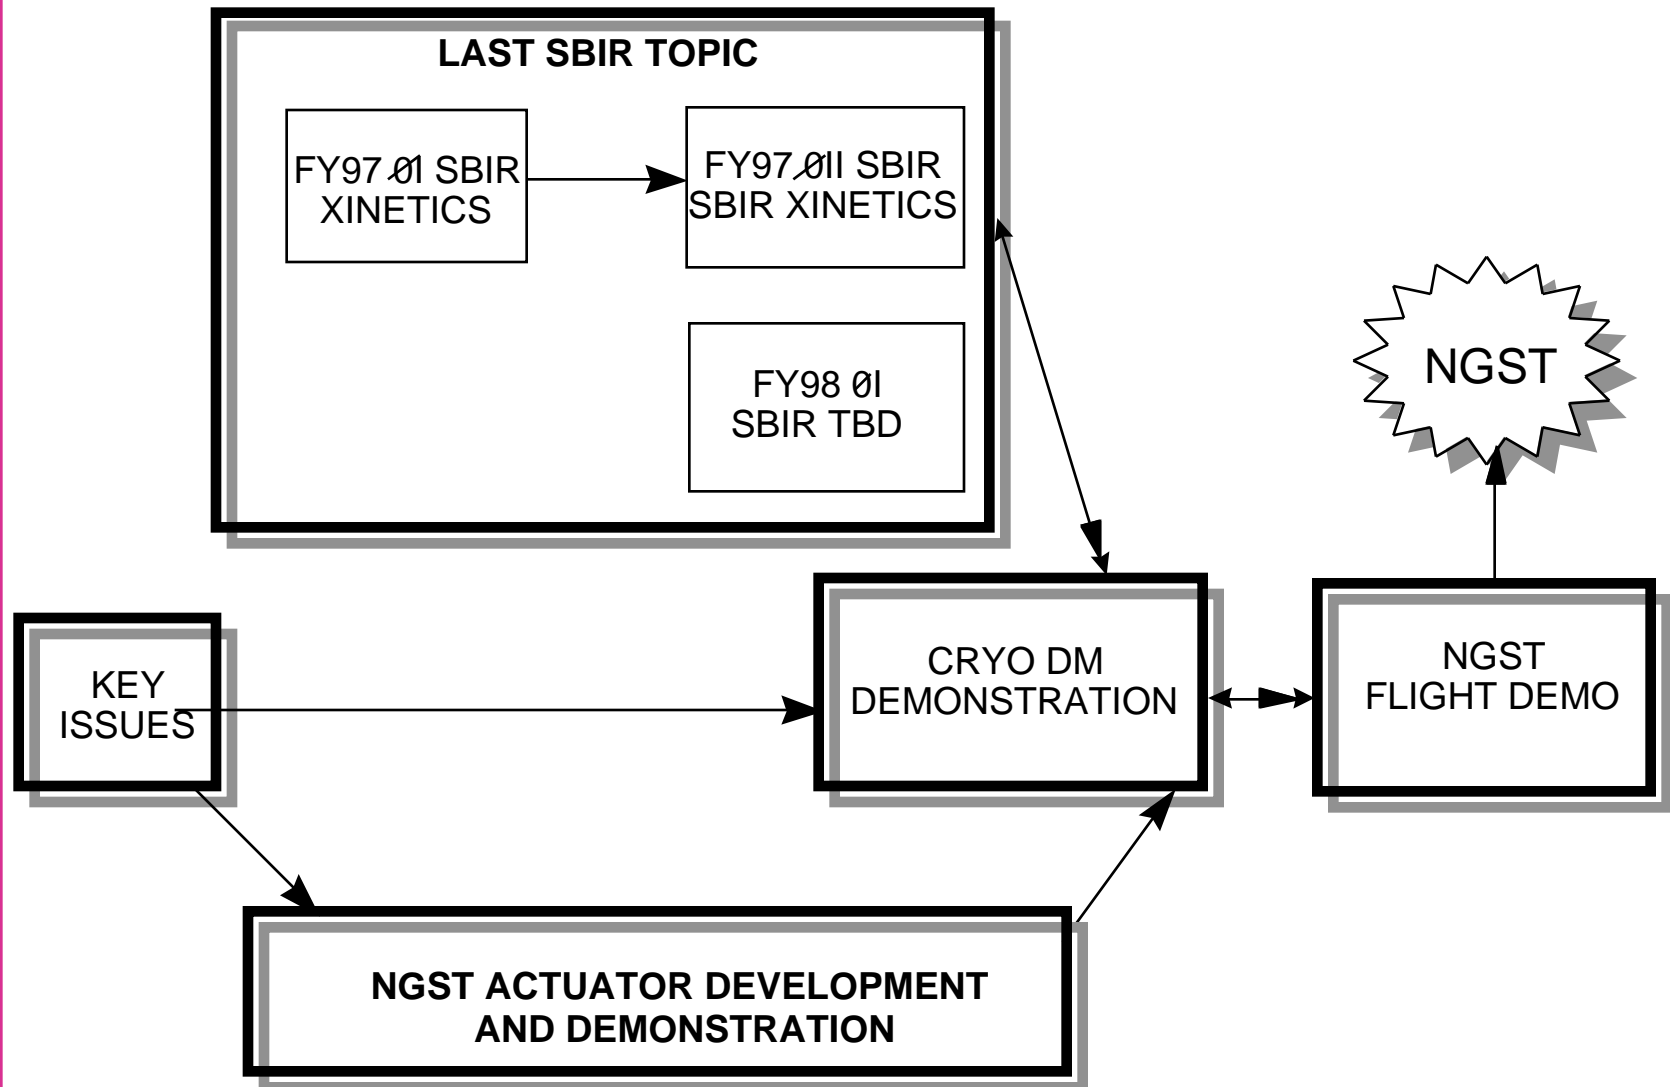 LAST SBIR TOPIC
FY97 ØI SBIR
XINETICS
FY97 ØII SBIR
SBIR XINETICS
FY98 ØI
SBIR TBD
NGST
KEY
ISSUES
CRYO DM
DEMONSTRATION
NGST
FLIGHT DEMO
NGST ACTUATOR DEVELOPMENT
AND DEMONSTRATION